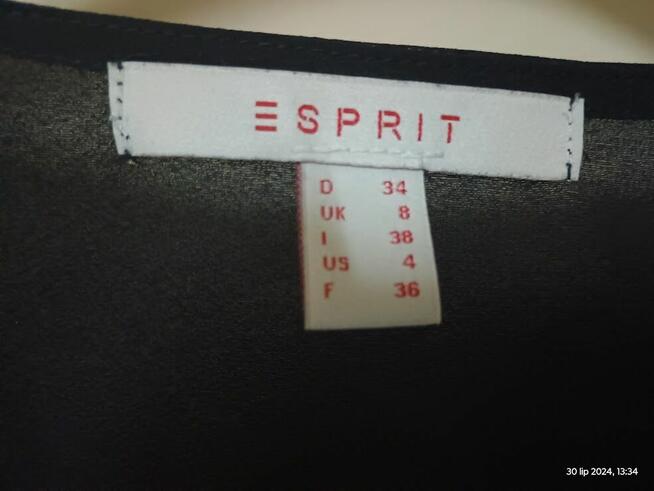 ESPRIT
D 34
UK 8
I 38
US 4
F 36
30 lip 2024, 13:34